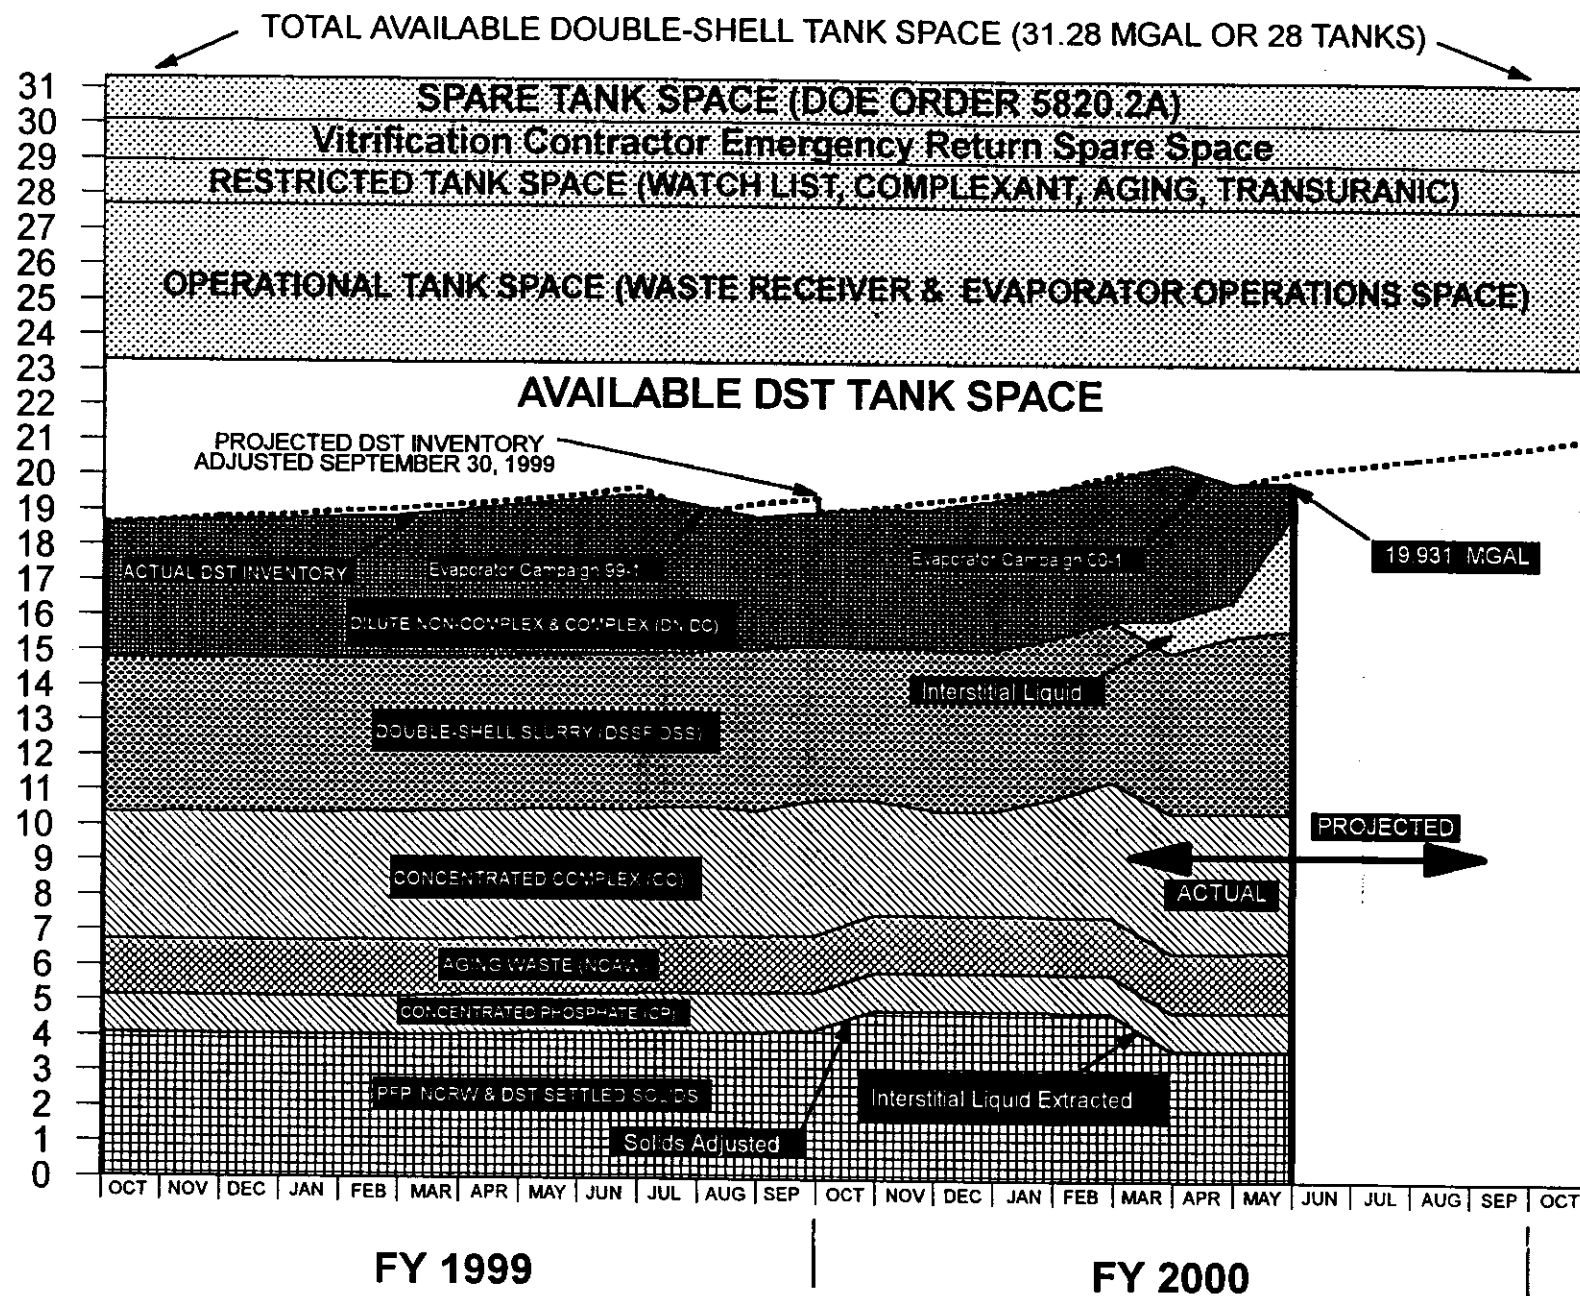 TOTAL AVAILABLE DOUBLE-SHELL TANK SPACE (31.28 MGAL OR 28 TANKS)
31
30
29
28
27
26
25
24
23
22
21
20
19
18
17
16
15
14
13
12
11
10
9
8
7
6
5
4
3
2
1
0
SPARE TANK SPACE (DOE ORDER 5820.2A)
Vitrification Contractor Emergency Return Spare Space
RESTRICTED TANK SPACE (WATCH LIST, COMPLEXANT, AGING, TRANSURANIC)
OPERATIONAL TANK SPACE (WASTE RECEIVER & EVAPORATOR OPERATIONS SPACE)
AVAILABLE DST TANK SPACE
PROJECTED DST INVENTORY
ADJUSTED SEPTEMBER 30, 1999
ACTUAL DST INVENTORY
Evaporator Campaign 99-1
Evaporator Campaign 00-1
19.931 MGAL
DILUTE NON-COMPLEX & COMPLEX (DN/DC)
Interstitial Liquid
DOUBLE-SHELL SLURRY (DSSF/DSS)
PROJECTED
CONCENTRATED COMPLEX (CC)
ACTUAL
AGING WASTE (NCAW)
CONCENTRATED PHOSPHATE (CP)
PFP, NCRW & DST SETTLED SOLIDS
Interstitial Liquid Extracted
Solids Adjusted
OCT NOV DEC JAN FEB MAR APR MAY JUN JUL AUG SEP OCT NOV DEC JAN FEB MAR APR MAY JUN JUL AUG SEP OCT
FY 1999
FY 2000